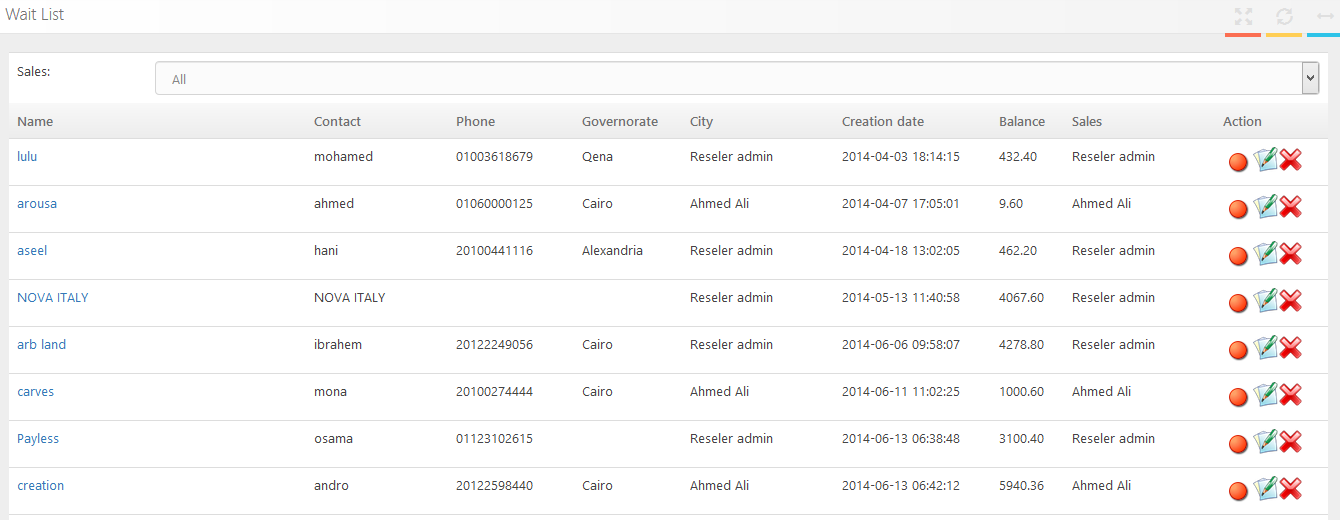 Wait List
Sales: All
Name Contact Phone Governorate City Creation date Balance Sales Action
lulu mohamed 01003618679 Qena Reseler admin 2014-04-03 18:14:15 432.40 Reseler admin
arousa ahmed 01060000125 Cairo Ahmed Ali 2014-04-07 17:05:01 9.60 Ahmed Ali
aseel hani 20100441116 Alexandria Reseler admin 2014-04-18 13:02:05 462.20 Reseler admin
NOVA ITALY NOVA ITALY Reseler admin 2014-05-13 11:40:58 4067.60 Reseler admin
arb land ibrahem 20122249056 Cairo Reseler admin 2014-06-06 09:58:07 4278.80 Reseler admin
carves mona 20100274444 Cairo Ahmed Ali 2014-06-11 11:02:25 1000.60 Ahmed Ali
Payless osama 01123102615 Reseler admin 2014-06-13 06:38:48 3100.40 Reseler admin
creation andro 20122598440 Cairo Ahmed Ali 2014-06-13 06:42:12 5940.36 Ahmed Ali